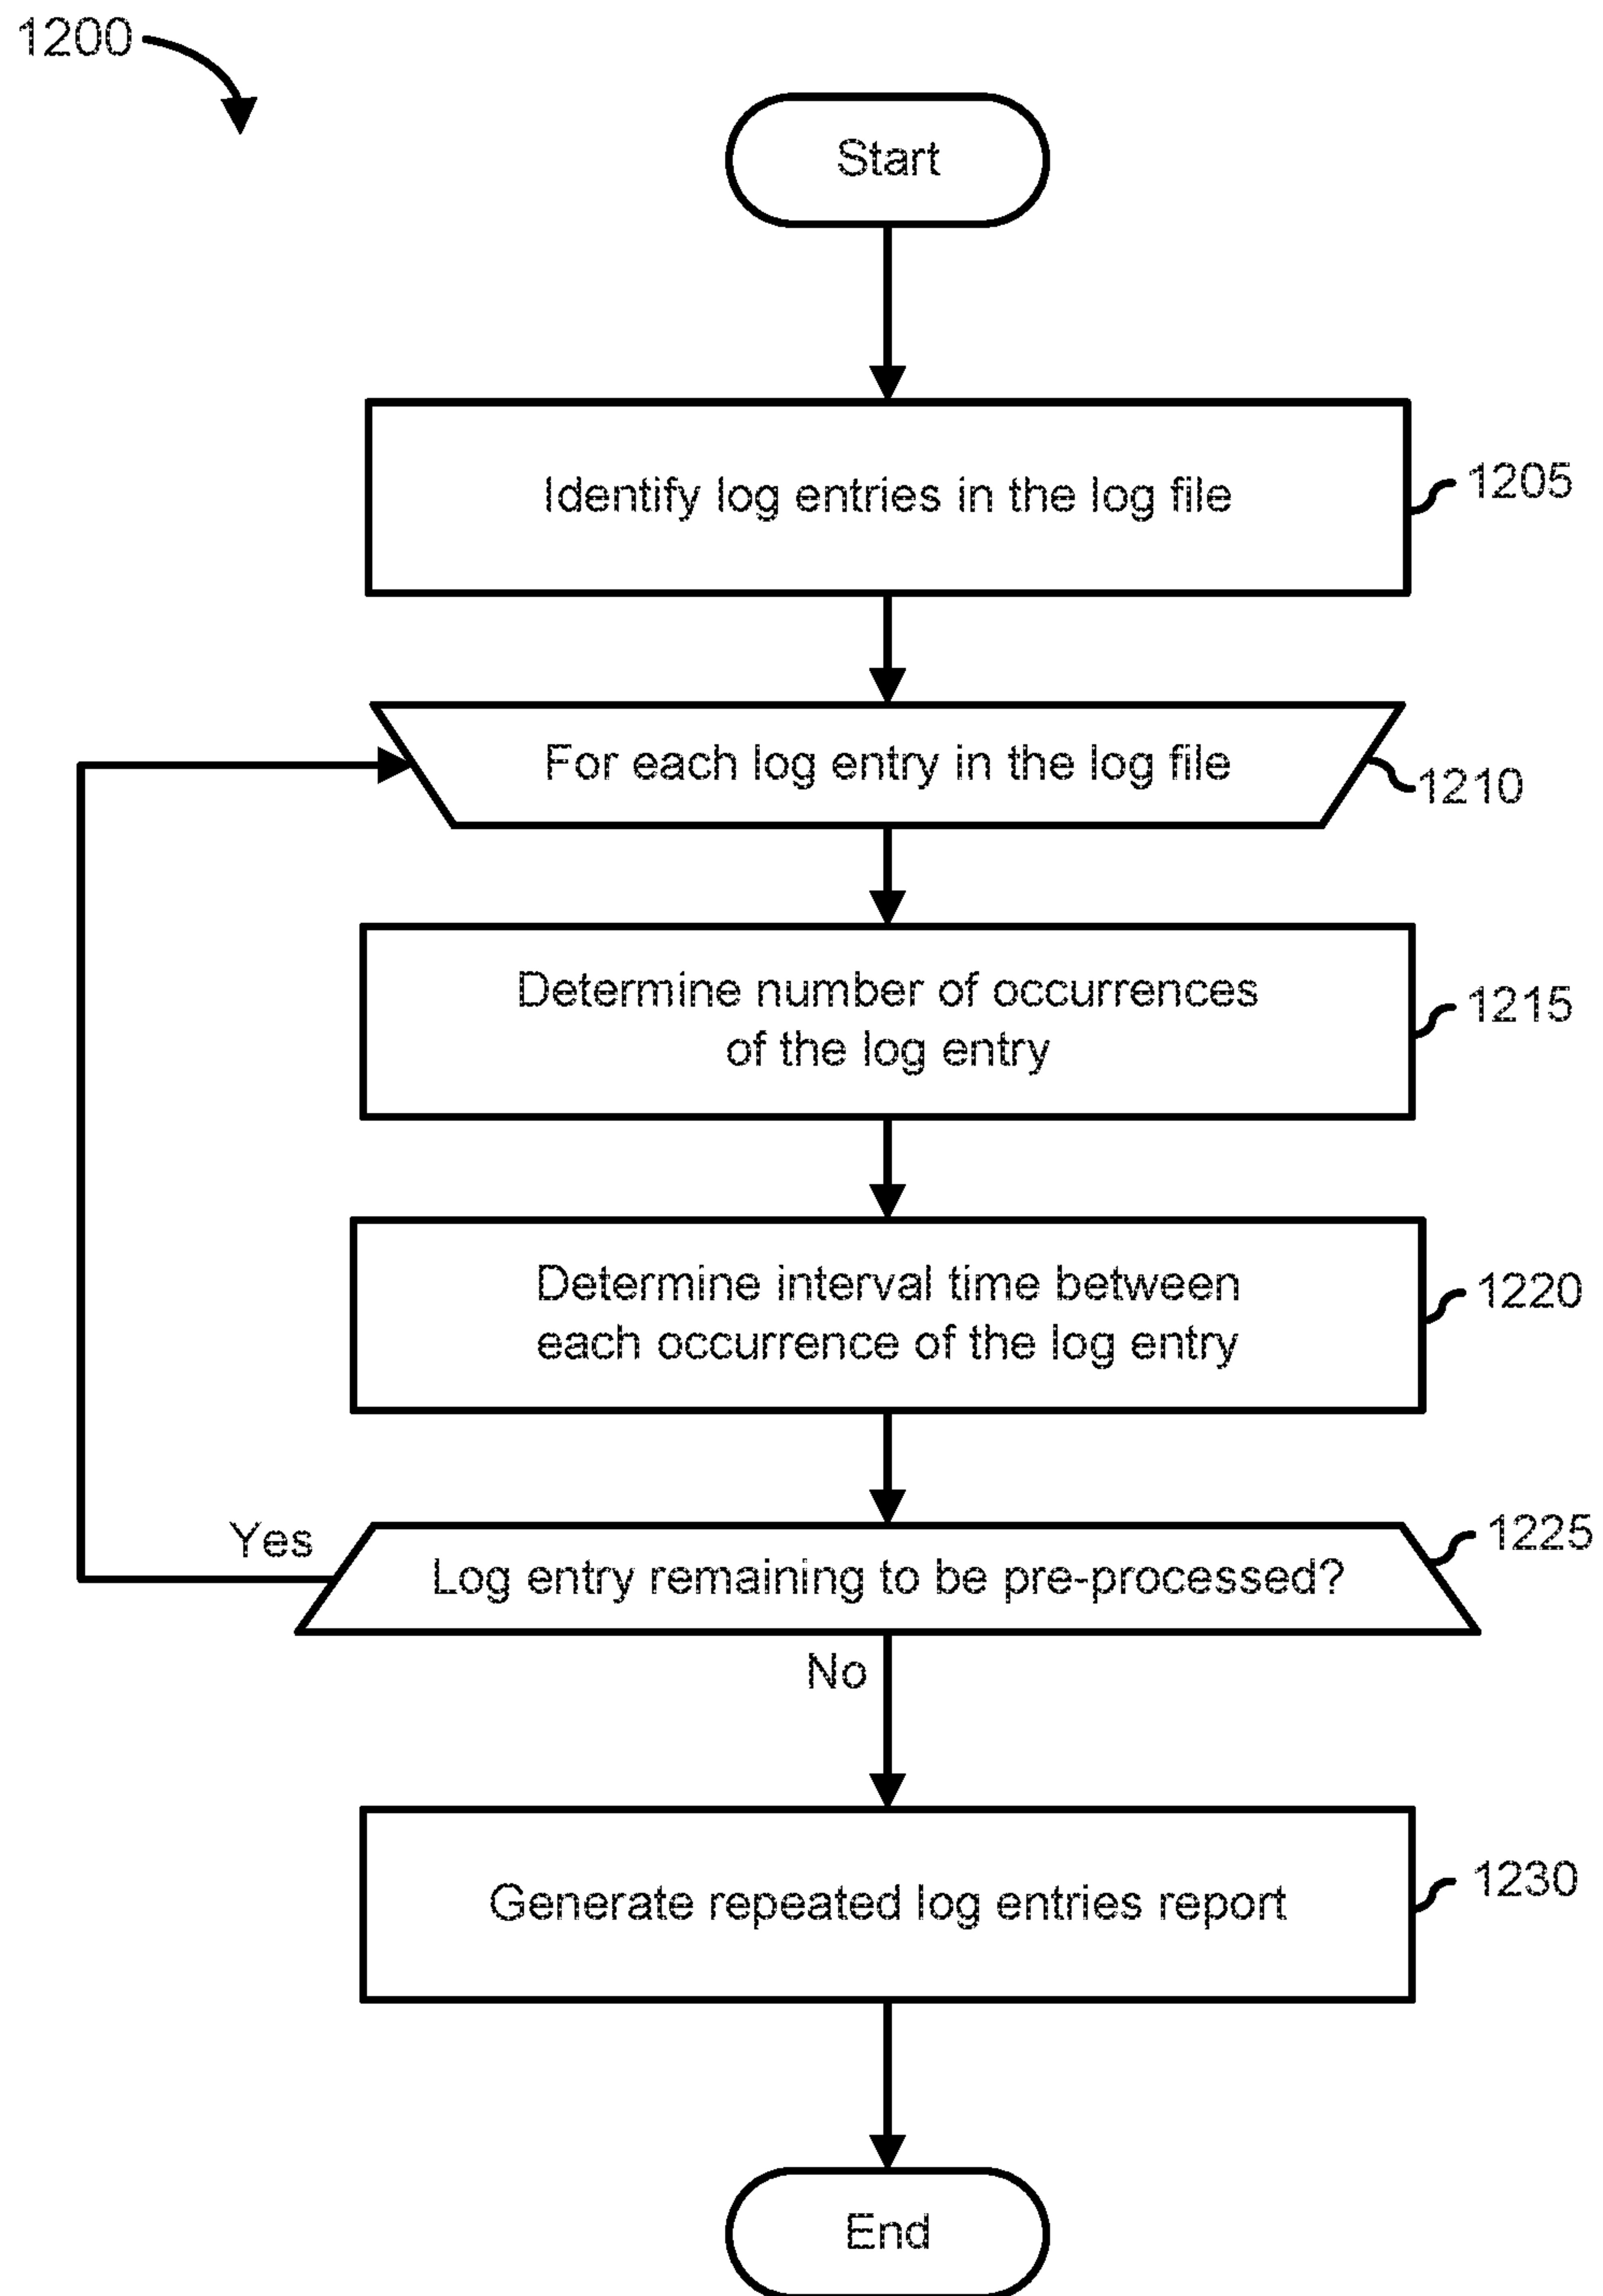 1200
Start
Identify log entries in the log file
1205
For each log entry in the log file
1210
Determine number of occurrences
of the log entry
1215
Determine interval time between
each occurrence of the log entry
1220
Yes
Log entry remaining to be pre-processed?
1225
No
Generate repeated log entries report
1230
End